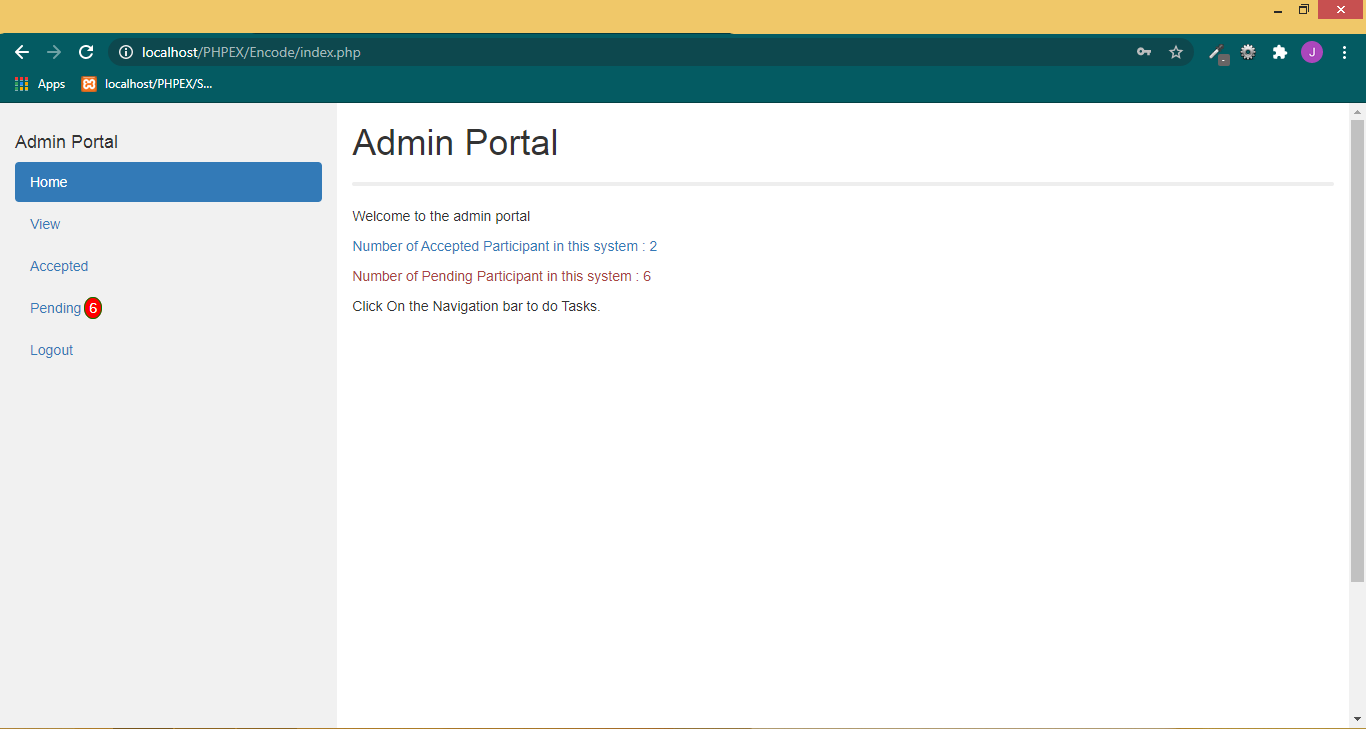 localhost/PHPEX/Encode/index.php
J
Apps
localhost/PHPEX/S...
Admin Portal
Home
View
Accepted
Pending 6
Logout
Admin Portal
Welcome to the admin portal
Number of Accepted Participant in this system : 2
Number of Pending Participant in this system : 6
Click On the Navigation bar to do Tasks.